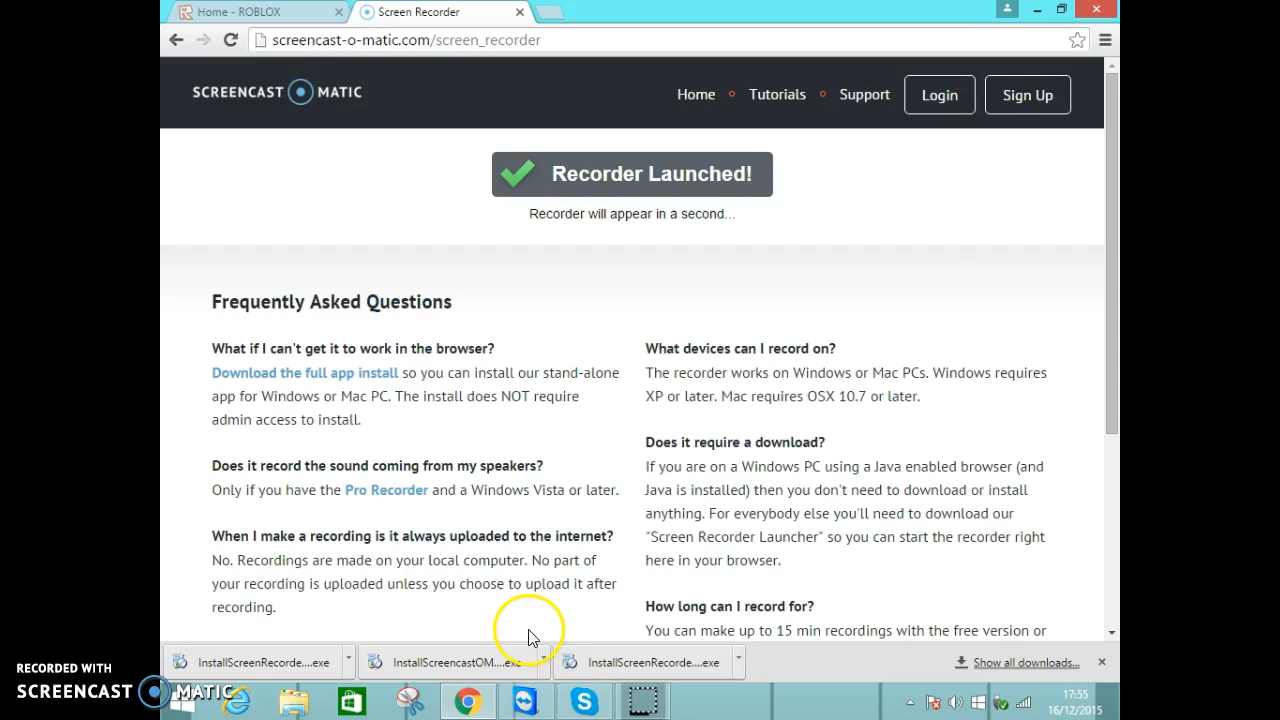 Home - ROBLOX
Screen Recorder
screencast-o-matic.com/screen_recorder
SCREENCAST MATIC
Home
Tutorials
Support
Login
Sign Up
Recorder Launched!
Recorder will appear in a second...
Frequently Asked Questions
What if I can't get it to work in the browser?
Download the full app install so you can install our stand-alone
app for Windows or Mac PC. The install does NOT require
admin access to install.
Does it record the sound coming from my speakers?
Only if you have the Pro Recorder and a Windows Vista or later.
When I make a recording is it always uploaded to the internet?
No. Recordings are made on your local computer. No part of
your recording is uploaded unless you choose to upload it after
recording.
What devices can I record on?
The recorder works on Windows or Mac PCs. Windows requires
XP or later. Mac requires OSX 10.7 or later.
Does it require a download?
If you are on a Windows PC using a Java enabled browser (and
Java is installed) then you don't need to download or install
anything. For everybody else you'll need to download our
"Screen Recorder Launcher" so you can start the recorder right
here in your browser.
How long can I record for?
You can make up to 15 min recordings with the free version or
InstallScreenRecorde....exe
InstallScreencastOM....exe
InstallScreenRecorde....exe
Show all downloads...
RECORDED WITH
SCREENCAST MATIC
17:55
16/12/2015